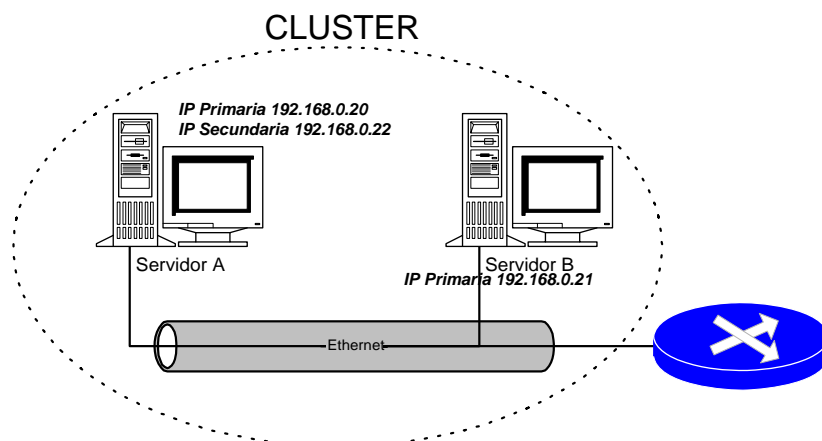 CLUSTER
IP Primaria 192.168.0.20
IP Secundaria 192.168.0.22
Servidor A
Servidor B
IP Primaria 192.168.0.21
Ethernet